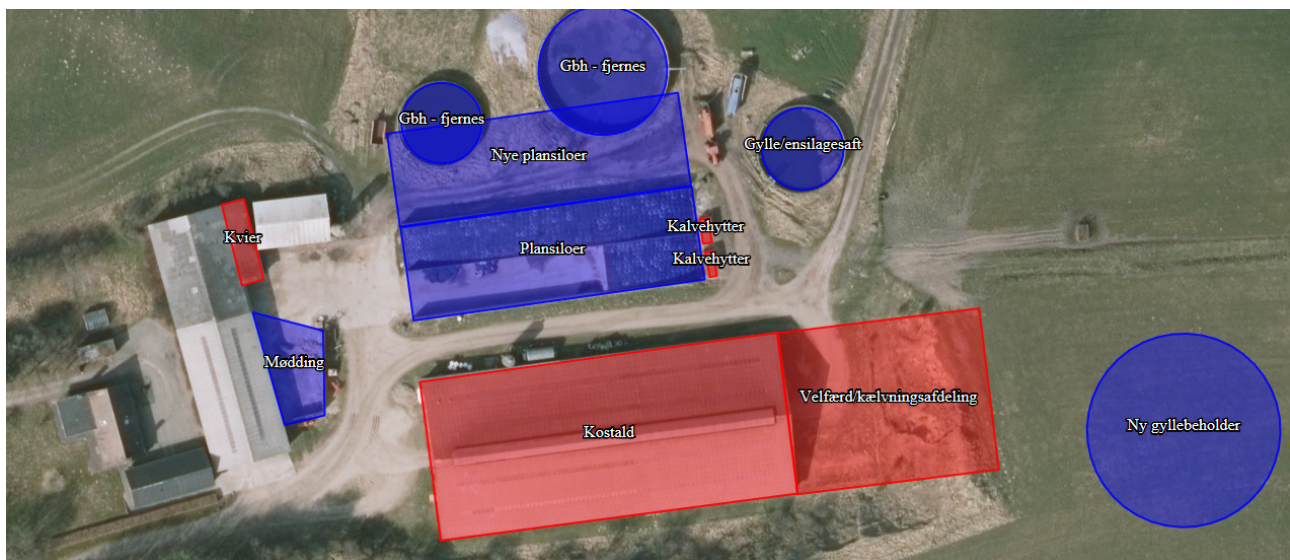 Gbh - fjernes
Gbh - fjernes
Gylle/ensilagesaft
Nye plansiloer
Kvier
Kalvehytter
Plansiloer
Kalvehytter
Mødding
Velfærd/kælvningsafdeling
Kostald
Ny gyllebeholder